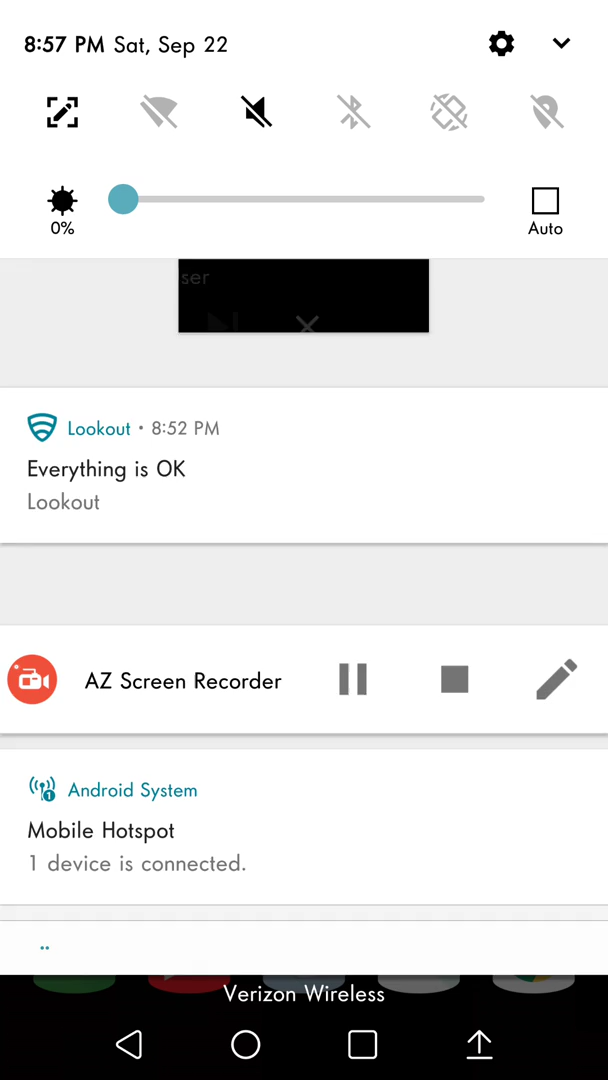 8:57 PM Sat, Sep 22
0%
Auto
ser
Lookout • 8:52 PM
Everything is OK
Lookout
AZ Screen Recorder
Android System
Mobile Hotspot
1 device is connected.
Verizon Wireless